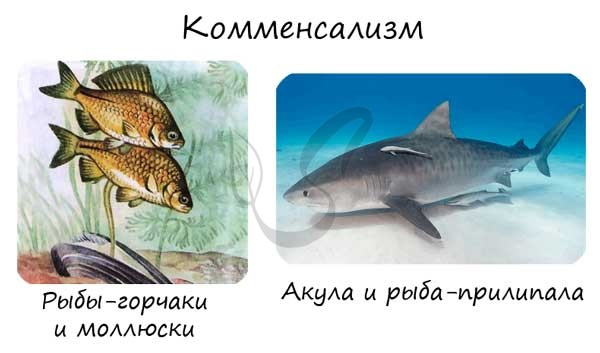 Комменсализм
Рыбы-горчаки
и моллюски
Акула и рыба-прилипала